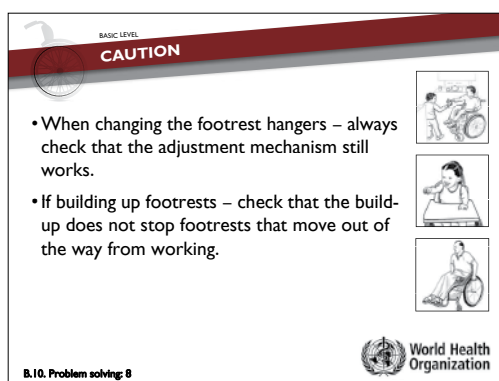 BASIC LEVEL
CAUTION
• When changing the footrest hangers – always
check that the adjustment mechanism still
works.
• If building up footrests – check that the build-
up does not stop footrests that move out of
the way from working.
World Health
Organization
B.10. Problem solving: 8